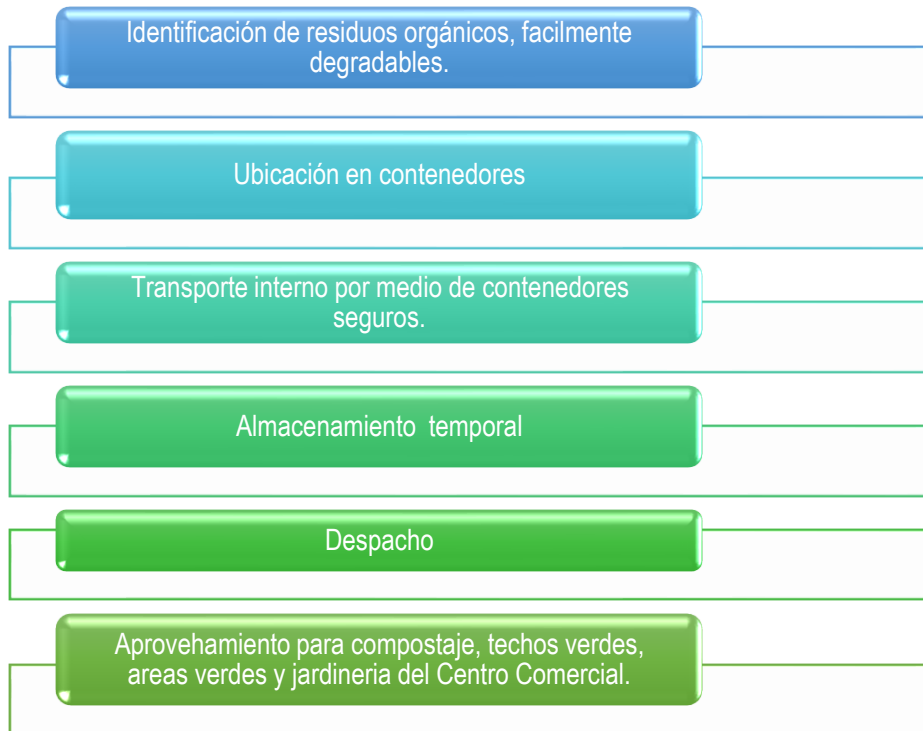 Identificación de residuos orgánicos, facilmente
degradables.
Ubicación en contenedores
Transporte interno por medio de contenedores
seguros.
Almacenamiento temporal
Despacho
Aprovehamiento para compostaje, techos verdes,
areas verdes y jardineria del Centro Comercial.